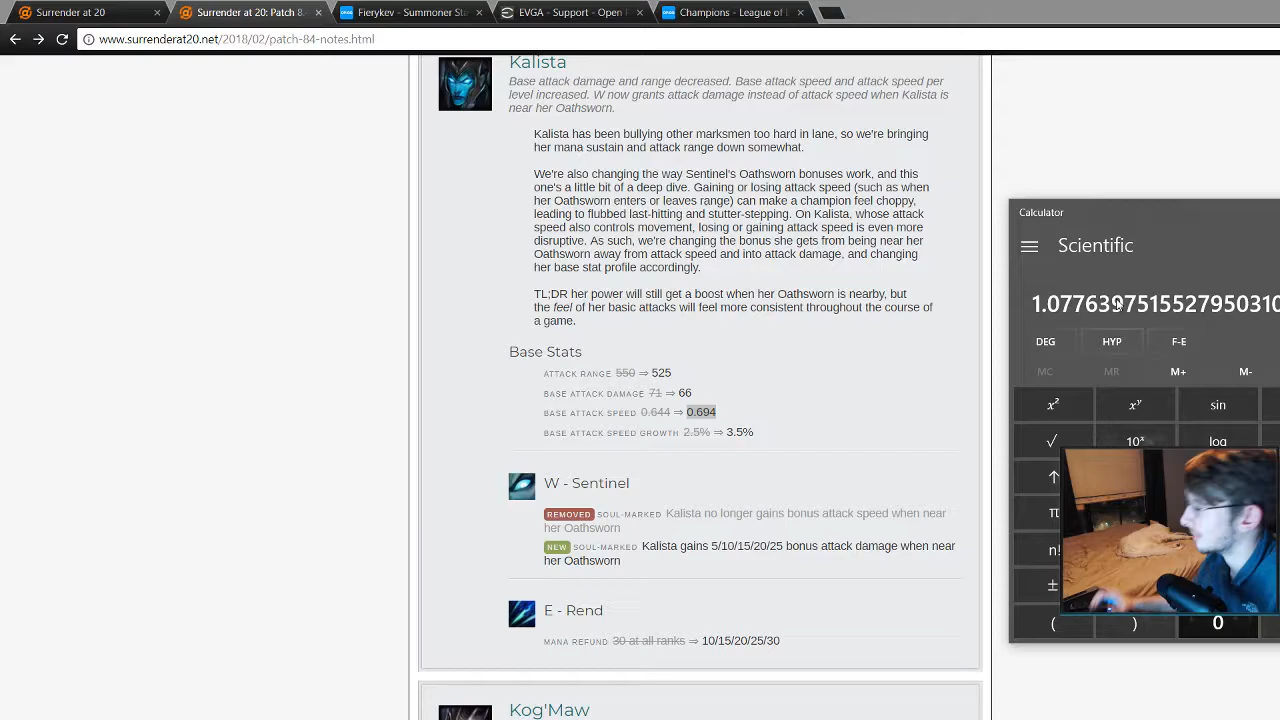 Surrender at 20
Surrender at 20: Patch 8.
Fierykev - Summoner St
EVGA - Support - Open
Champions - League of L
www.surrenderat20.net/2018/02/patch-84-notes.html
Kalista
Base attack damage and range decreased. Base attack speed and attack speed per
level increased. W now grants attack damage instead of attack speed when Kalista is
near her Oathsworn.
Kalista has been bullying other marksmen too hard in lane, so we're bringing
her mana sustain and attack range down somewhat.
We're also changing the way Sentinel's Oathsworn bonuses work, and this
one's a little bit of a deep dive. Gaining or losing attack speed (such as when
her Oathsworn enters or leaves range) can make a champion feel choppy,
leading to flubbed last-hitting and stutter-stepping. On Kalista, whose attack
speed also controls movement, losing or gaining attack speed is even more
disruptive. As such, we're changing the bonus she gets from being near her
Oathsworn away from attack speed and into attack damage, and changing
her base stat profile accordingly.
TL;DR her power will still get a boost when her Oathsworn is nearby, but
the feel of her basic attacks will feel more consistent throughout the course of
a game.
Base Stats
ATTACK RANGE 550 ⇒ 525
BASE ATTACK DAMAGE 71 ⇒ 66
BASE ATTACK SPEED 0.644 ⇒ 0.694
BASE ATTACK SPEED GROWTH 2.5% ⇒ 3.5%
W - Sentinel
REMOVED SOUL-MARKED Kalista no longer gains bonus attack speed when near
her Oathsworn
NEW SOUL-MARKED Kalista gains 5/10/15/20/25 bonus attack damage when near
her Oathsworn
E - Rend
MANA REFUND 30 at all ranks ⇒ 10/15/20/25/30
Kog'Maw
Calculator
Scientific
1.0776397515527950310
DEG HYP F-E
MC MR M+ M-
x² xʸ sin
√ 10ˣ log
↑
π
n!
±
( ) 0